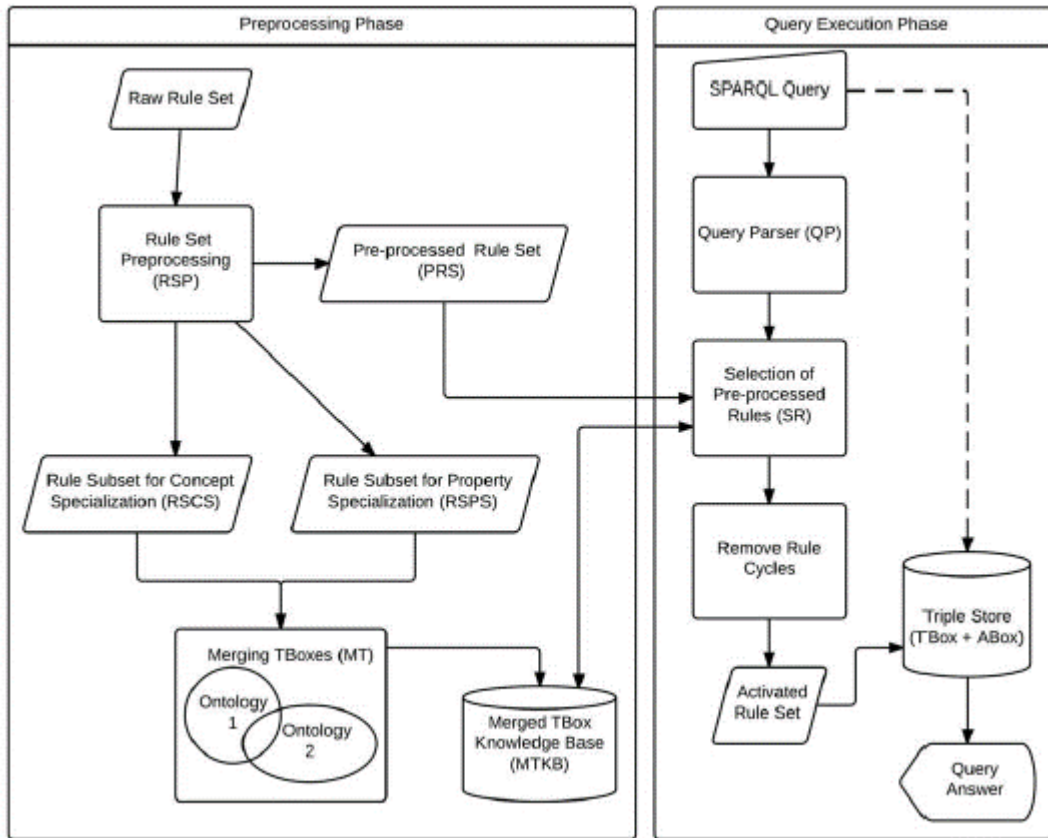 Preprocessing Phase
Raw Rule Set
Rule Set
Preprocessing
(RSP)
Pre-processed Rule Set
(PRS)
Rule Subset for Concept
Specialization (RSCS)
Rule Subset for Property
Specialization (RSPS)
Merging TBoxes (MT)
Ontology
1
Ontology
2
Merged TBox
Knowledge Base
(MTKB)
Query Execution Phase
SPARQL Query
Query Parser (QP)
Selection of
Pre-processed
Rules (SR)
Remove Rule
Cycles
Activated
Rule Set
Triple Store
(TBox + ABox)
Query
Answer